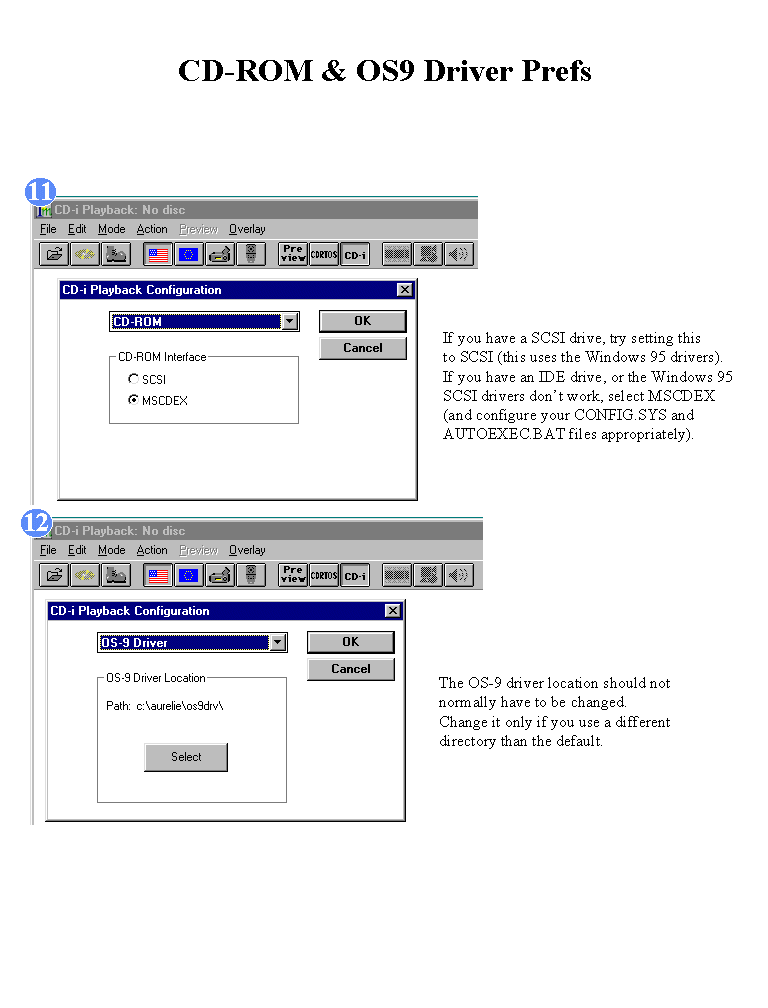 CD-ROM & OS9 Driver Prefs
11
CD-i Playback: No disc
File Edit Mode Action Preview Overlay
Pre view CDRTOS CD-i
CD-i Playback Configuration
CD-ROM
OK
Cancel
CD-ROM Interface
SCSI
MSCDEX
If you have a SCSI drive, try setting this
to SCSI (this uses the Windows 95 drivers).
If you have an IDE drive, or the Windows 95
SCSI drivers don't work, select MSCDEX
(and configure your CONFIG.SYS and
AUTOEXEC.BAT files appropriately).
12
CD-i Playback: No disc
File Edit Mode Action Preview Overlay
Pre view CDRTOS CD-i
CD-i Playback Configuration
OS-9 Driver
OK
Cancel
OS-9 Driver Location
Path: c:\aurelie\os9drv\
Select
The OS-9 driver location should not
normally have to be changed.
Change it only if you use a different
directory than the default.